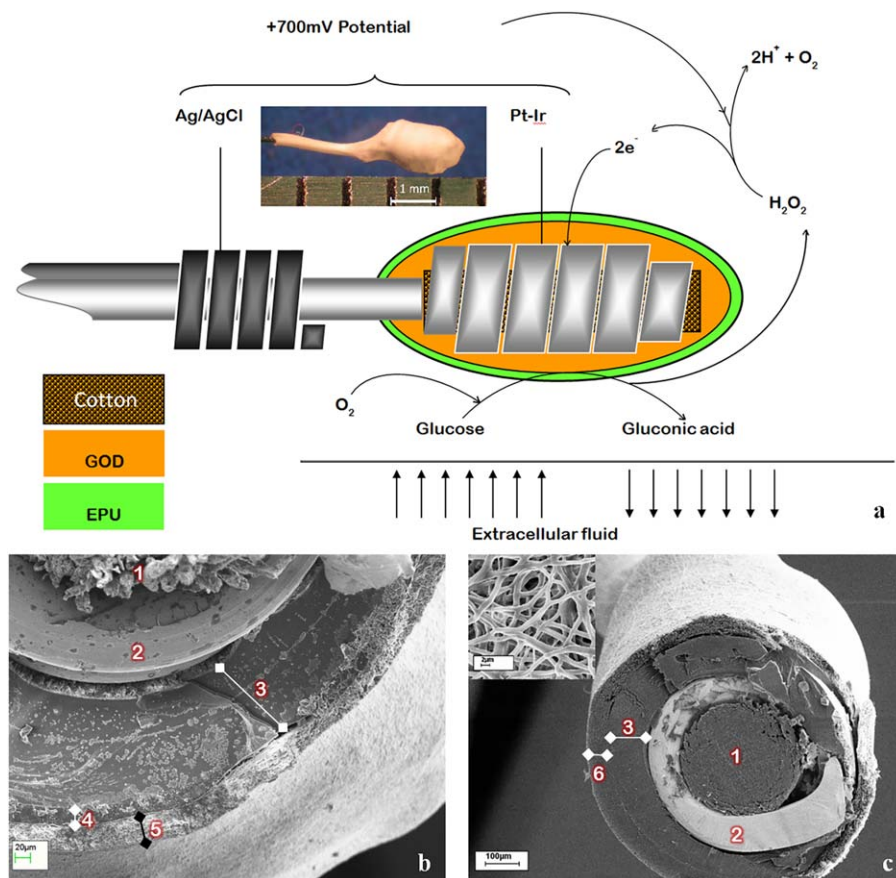 +700mV Potential
2H⁺ + O₂
Ag/AgCl
Pt-Ir
2e⁻
1 mm
H₂O₂
Cotton
GOD
EPU
O₂
Glucose
Gluconic acid
Extracellular fluid
a
1
2
3
4
5
20µm
b
2µm
3
6
1
2
100µm
c